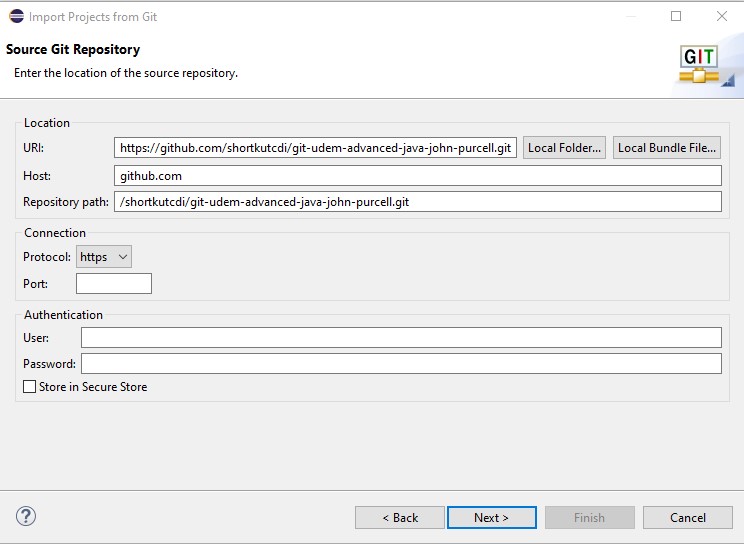 Import Projects from Git
Source Git Repository
Enter the location of the source repository.
GIT
Location
URI: https://github.com/shortkutcdi/git-udem-advanced-java-john-purcell.git Local Folder... Local Bundle File...
Host: github.com
Repository path: /shortkutcdi/git-udem-advanced-java-john-purcell.git
Connection
Protocol: https
Port:
Authentication
User:
Password:
Store in Secure Store
? < Back Next > Finish Cancel